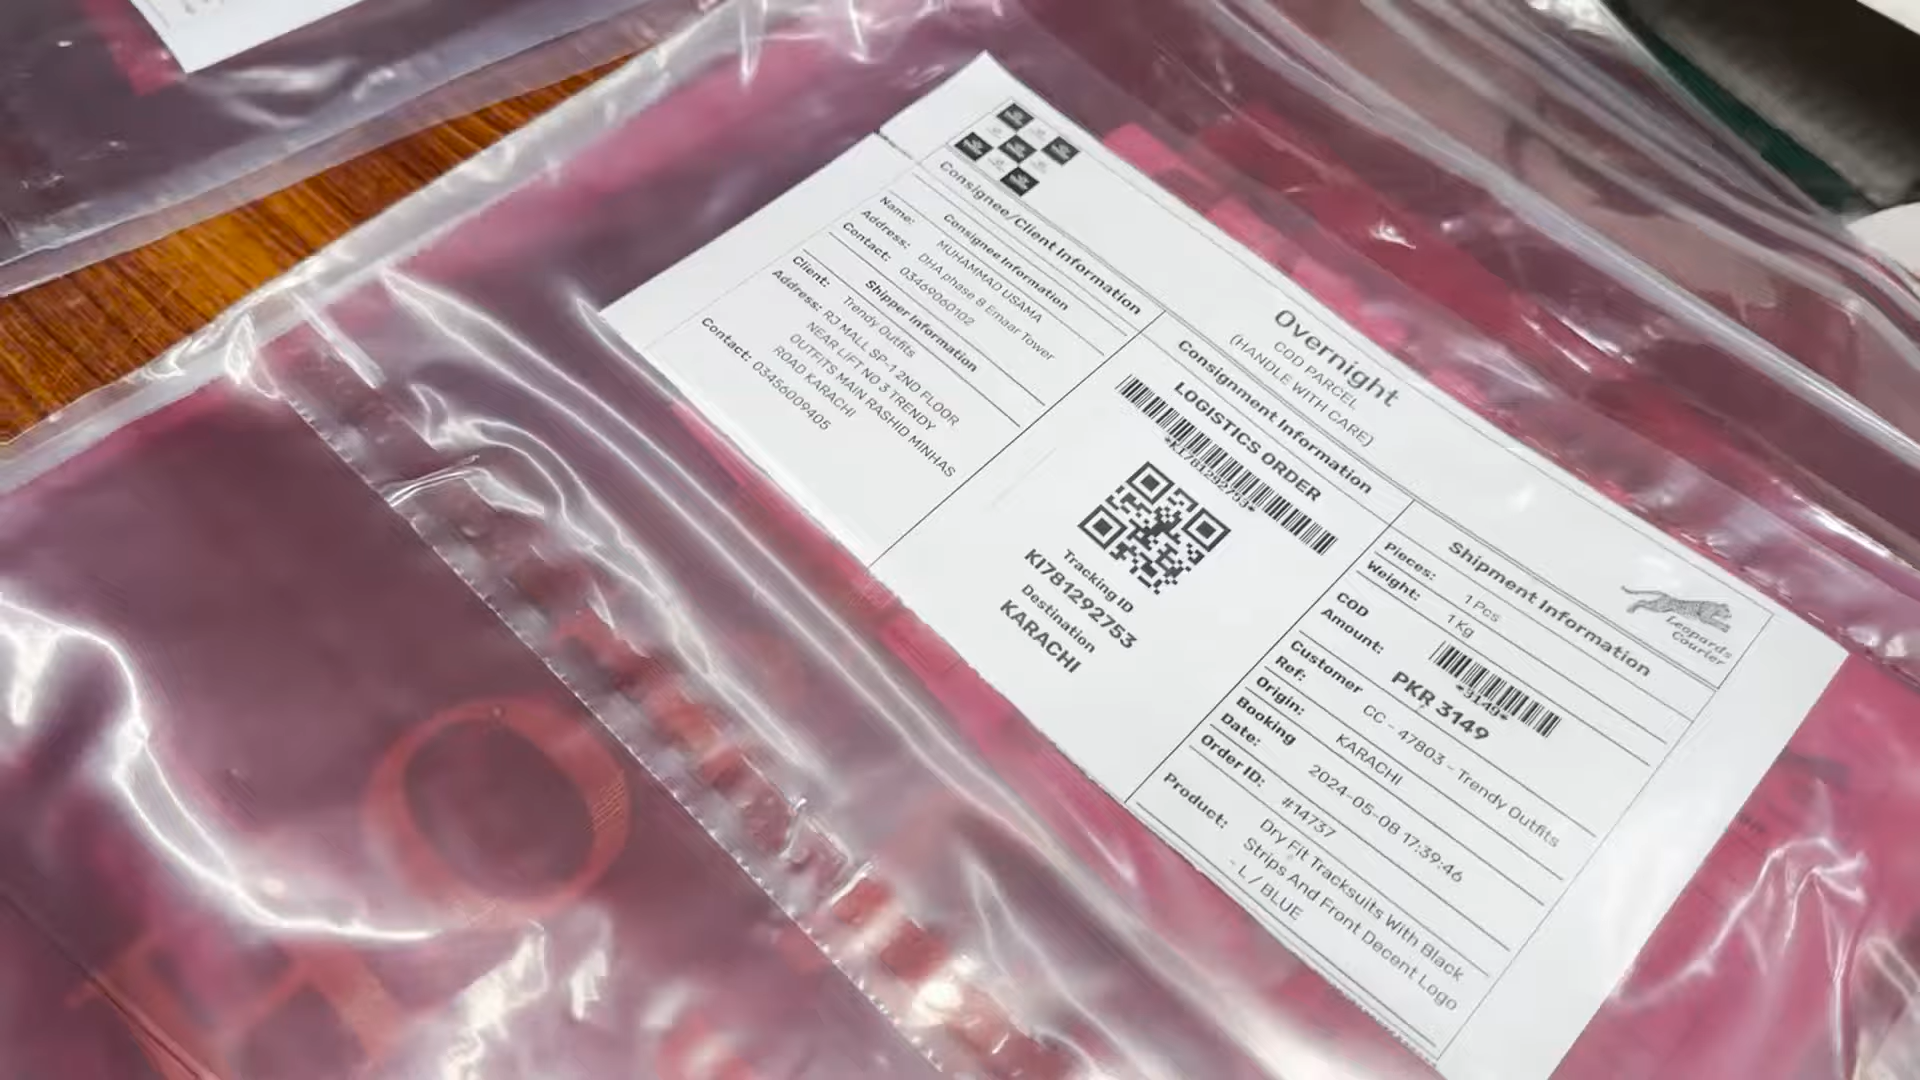 Overnight
COD PARCEL
(HANDLE WITH CARE)
Consignee/Client Information
Consignee Information
Name: MUHAMMAD USAMA
Address: DHA phase 8 Emaar Tower
Contact: 03469060102
Shipper Information
Client: Trendy Outfits
Address: RJ MALL SP-1 2ND FLOOR
NEAR LIFT NO 3 TRENDY
OUTFITS MAIN RASHID MINHAS
ROAD KARACHI
Contact: 03456009405
Consignment Information
LOGISTICS ORDER
*KI781292753*
Tracking ID
KI781292753
Destination
KARACHI
Shipment Information
Leopards
Courier
Pieces: 1 Pcs
Weight: 1 Kg
COD
Amount:
*3149*
PKR 3149
Customer
Ref: CC - 47803 - Trendy Outfits
Origin: KARACHI
Booking
Date: 2024-05-08 17:39:46
Order ID: #14737
Product: Dry Fit Tracksuits With Black
Strips And Front Decent Logo
- L / BLUE